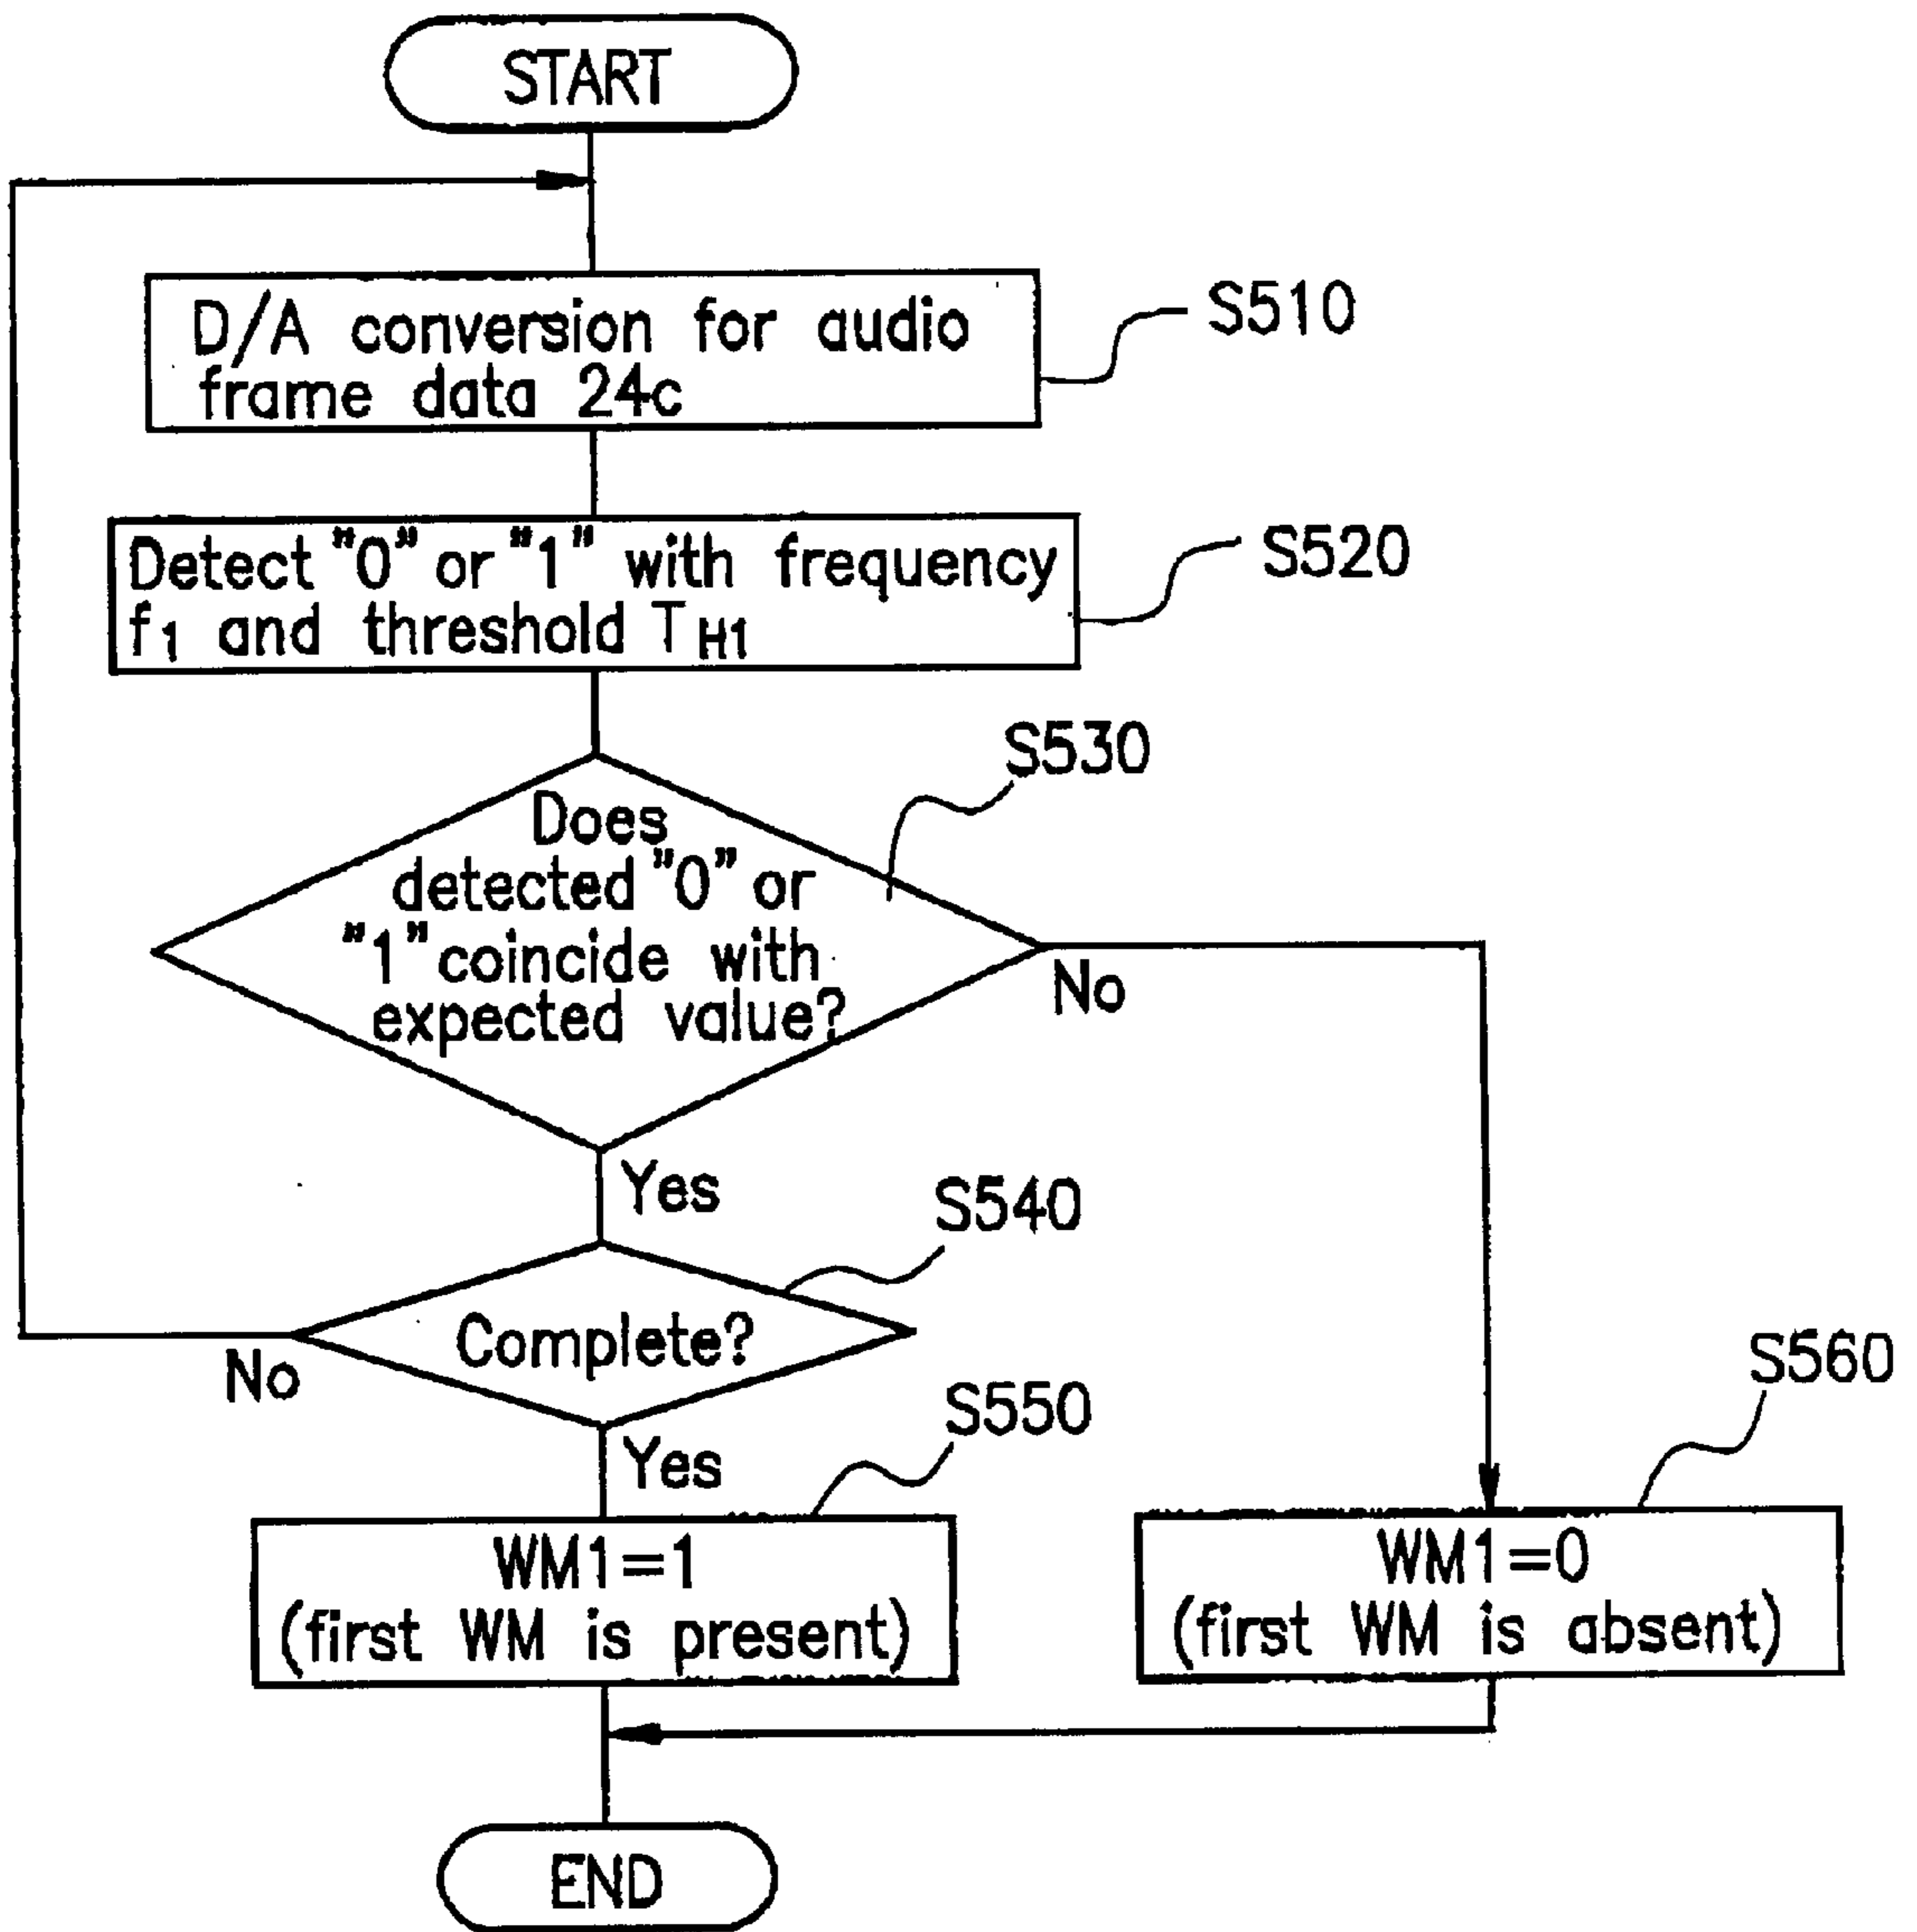 START
D/A conversion for audio
frame data 24c
S510
Detect "0" or "1" with frequency
f1 and threshold TH1
S520
S530
Does
detected "0" or
"1" coincide with
expected value?
No
Yes
S540
Complete?
No
Yes
S550
S560
WM1=1
(first WM is present)
WM1=0
(first WM is absent)
END